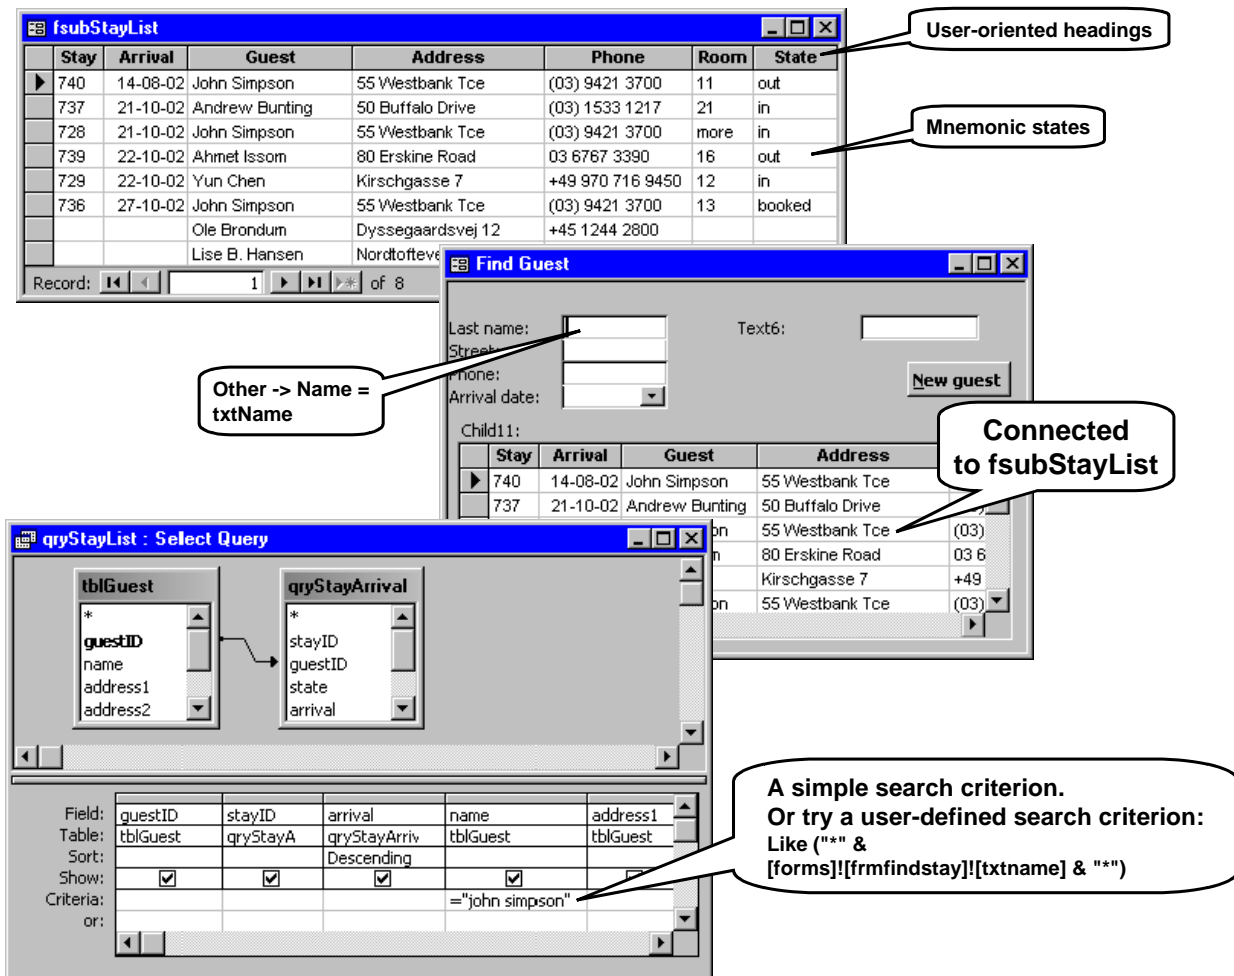 fsubStayList
Stay Arrival Guest Address Phone Room State
740 14-08-02 John Simpson 55 Westbank Tce (03) 9421 3700 11 out
737 21-10-02 Andrew Bunting 50 Buffalo Drive (03) 1533 1217 21 in
728 21-10-02 John Simpson 55 Westbank Tce (03) 9421 3700 more in
739 22-10-02 Ahmet Issom 80 Erskine Road 03 6767 3390 16 out
729 22-10-02 Yun Chen Kirschgasse 7 +49 970 716 9450 12 in
736 27-10-02 John Simpson 55 Westbank Tce (03) 9421 3700 13 booked
Ole Brondum Dyssegaardsvej 12 +45 1244 2800
Lise B. Hansen Nordtofteve
Record: 1 of 8
User-oriented headings
Mnemonic states
Find Guest
Last name: Text6:
Street:
Phone:
Arrival date:
New guest
Other -> Name =
txtName
Child11:
Stay Arrival Guest Address
740 14-08-02 John Simpson 55 Westbank Tce
737 21-10-02 Andrew Bunting 50 Buffalo Drive
on 55 Westbank Tce (03)
80 Erskine Road 03 6
Kirschgasse 7 +49
on 55 Westbank Tce (03)
Connected
to fsubStayList
qryStayList : Select Query
tblGuest
*
guestID
name
address1
address2
qryStayArrival
*
stayID
guestID
state
arrival
Field: guestID stayID arrival name address1
Table: tblGuest qryStayA qryStayArriv tblGuest tblGuest
Sort: Descending
Show:
Criteria: ="john simpson"
or:
A simple search criterion.
Or try a user-defined search criterion:
Like ("*" &
[forms]![frmfindstay]![txtname] & "*")